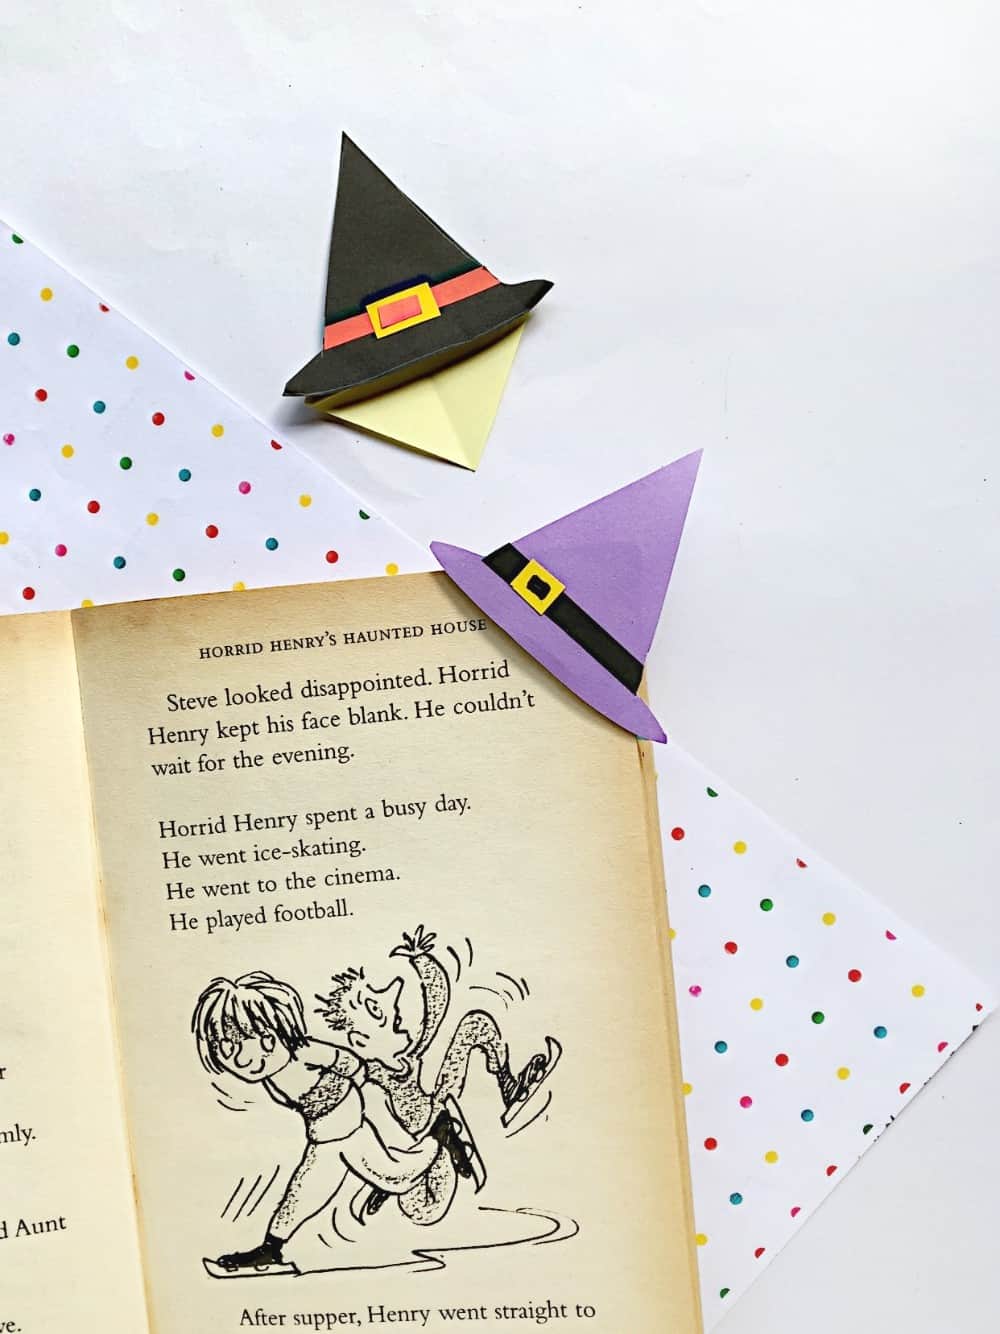 HORRID HENRY'S HAUNTED HOUSE
Steve looked disappointed. Horrid
Henry kept his face blank. He couldn't
wait for the evening.
Horrid Henry spent a busy day.
He went ice-skating.
He went to the cinema.
He played football.
After supper, Henry went straight to
Aunt